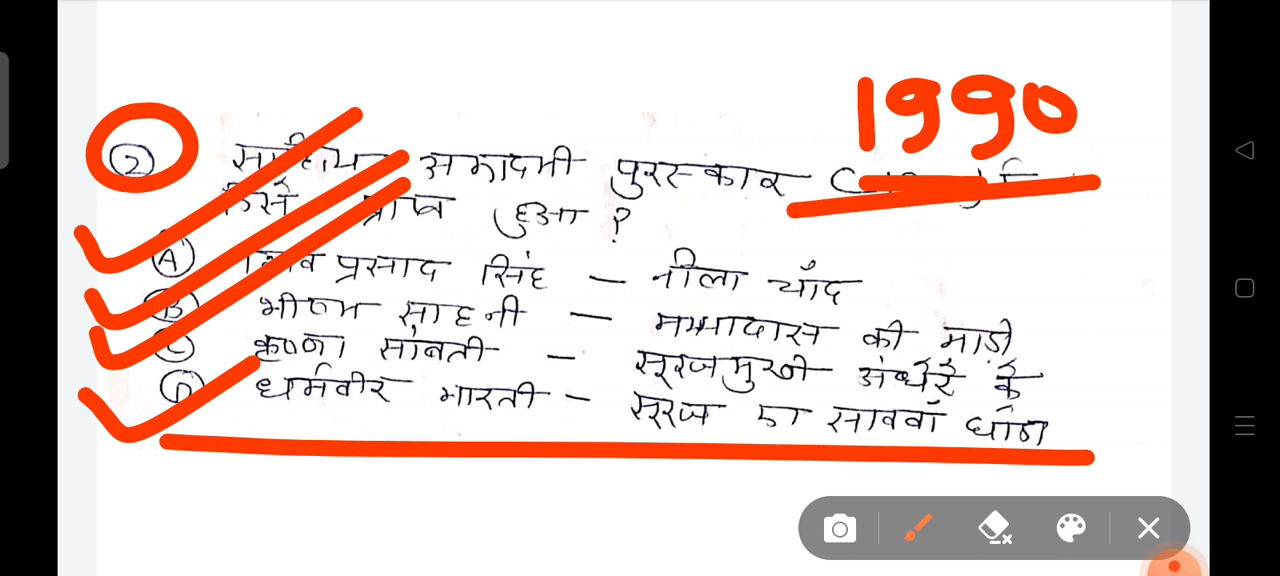 1990
② साहित्य अकादमी पुरस्कार
किसे प्राप्त हुआ ?
Ⓐ शिव प्रसाद सिंह – नीला चाँद
Ⓑ भीष्म साहनी – मय्यादास की माड़ी
Ⓒ कृष्णा सोबती – सूरजमुखी अंधेरे के
Ⓓ धर्मवीर भारती – सूरज का सातवाँ घोड़ा